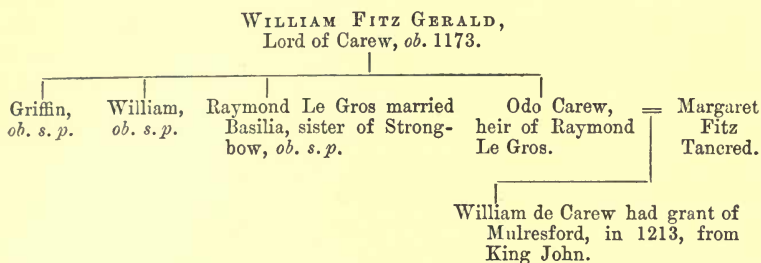 WILLIAM FITZ GERALD,
Lord of Carew, ob. 1173.
Griffin,
ob. s.p.
William,
ob. s.p.
Raymond Le Gros married
Basilia, sister of Strong-
bow, ob. s.p.
Odo Carew,
heir of Raymond
Le Gros.
=
Margaret
Fitz
Tancred.
William de Carew had grant of
Mulresford, in 1213, from
King John.